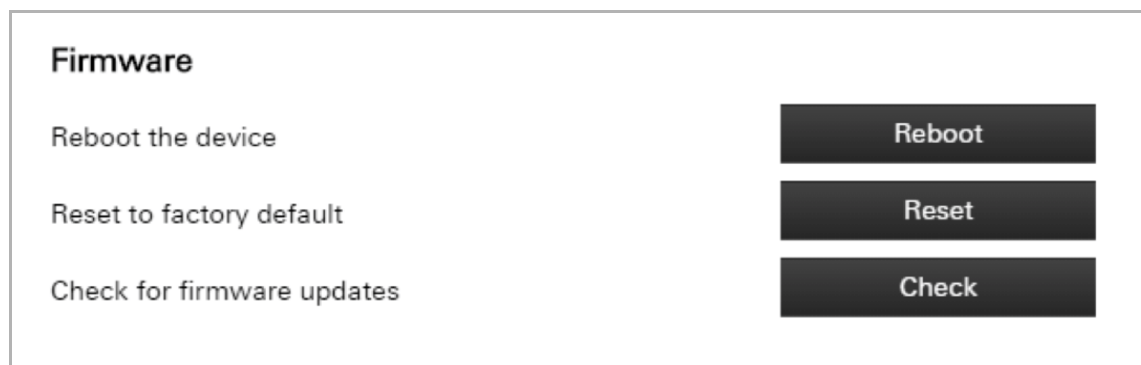 Firmware
Reboot the device Reboot
Reset to factory default Reset
Check for firmware updates Check